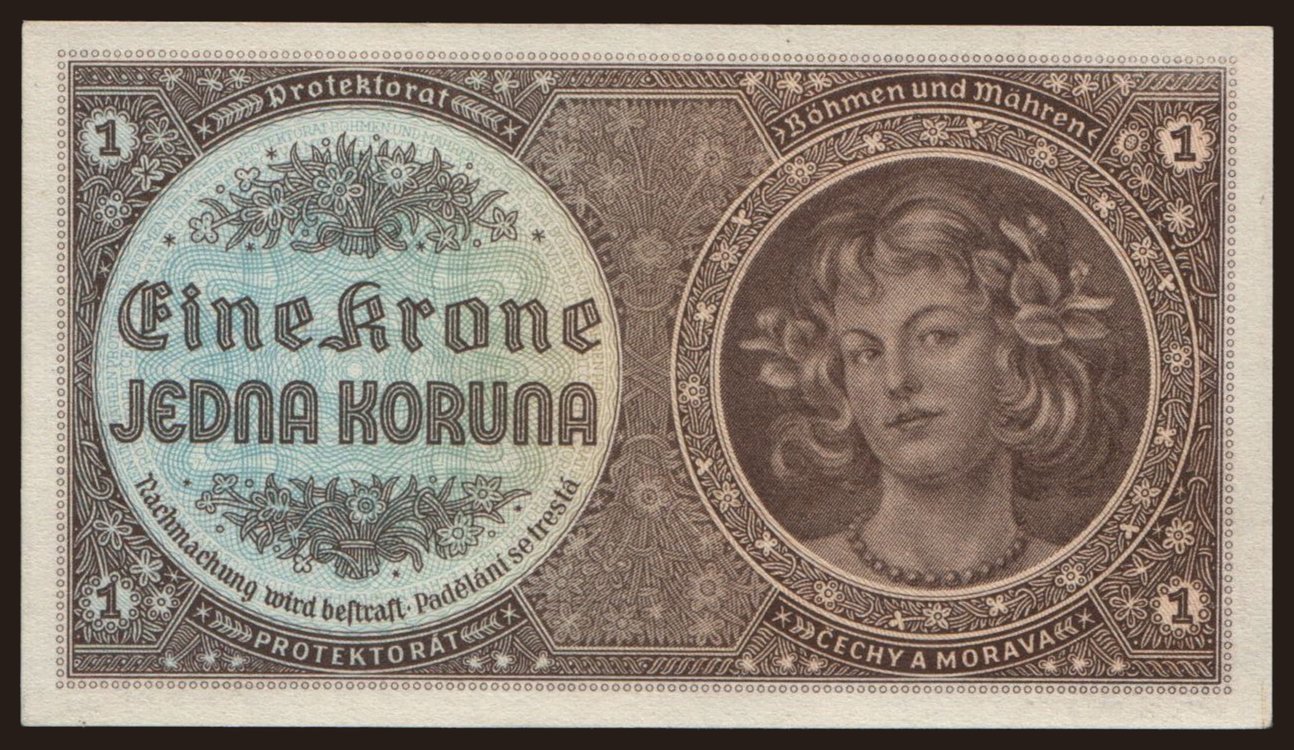 Protektorat
Böhmen und Mähren
1
1
Eine Krone
JEDNA KORUNA
Nachmachung wird bestraft · Padělání se trestá
1
1
PROTEKTORÁT
ČECHY A MORAVA